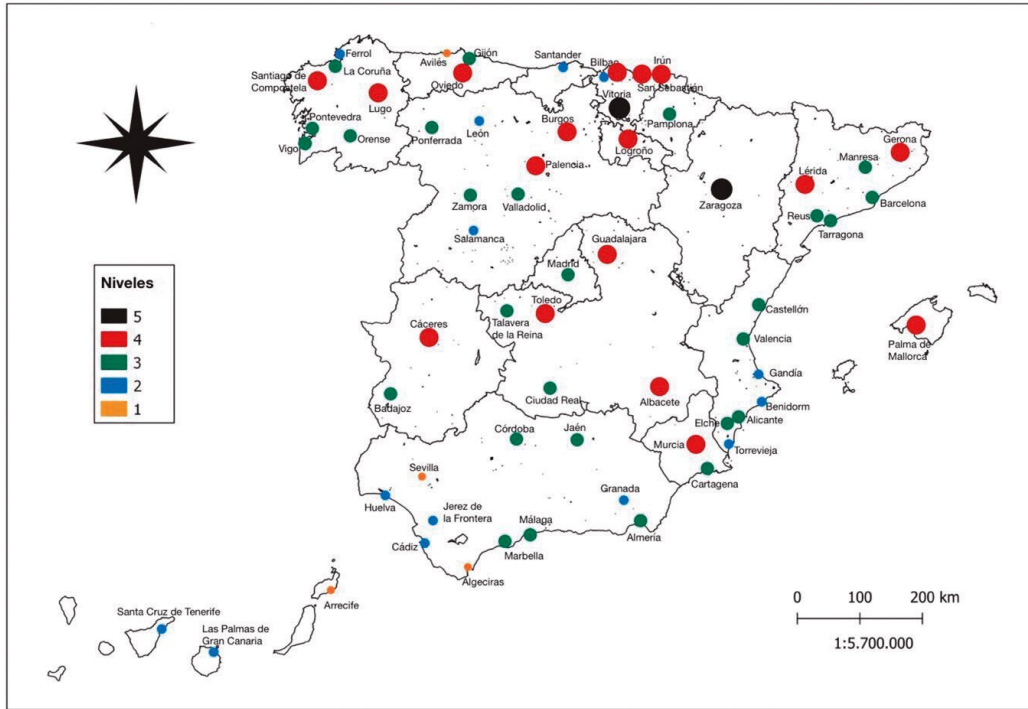 Ferrol
La Coruña
Santiago de
Compostela
Lugo
Pontevedra
Vigo
Orense
Avilés
Gijón
Oviedo
Santander
Bilbao
Irún
San Sebastián
Vitoria
Pamplona
Logroño
Burgos
León
Ponferrada
Palencia
Zamora
Valladolid
Salamanca
Zaragoza
Gerona
Manresa
Lérida
Barcelona
Reus
Tarragona
Guadalajara
Madrid
Toledo
Talavera
de la Reina
Cáceres
Badajoz
Ciudad Real
Albacete
Castellón
Valencia
Gandía
Benidorm
Alicante
Elche
Torrevieja
Murcia
Cartagena
Palma de
Mallorca
Córdoba
Jaén
Sevilla
Huelva
Jerez de
la Frontera
Cádiz
Granada
Málaga
Marbella
Almería
Algeciras
Arrecife
Santa Cruz de Tenerife
Las Palmas de
Gran Canaria
Niveles
5
4
3
2
1
0 100 200 km
1:5.700.000